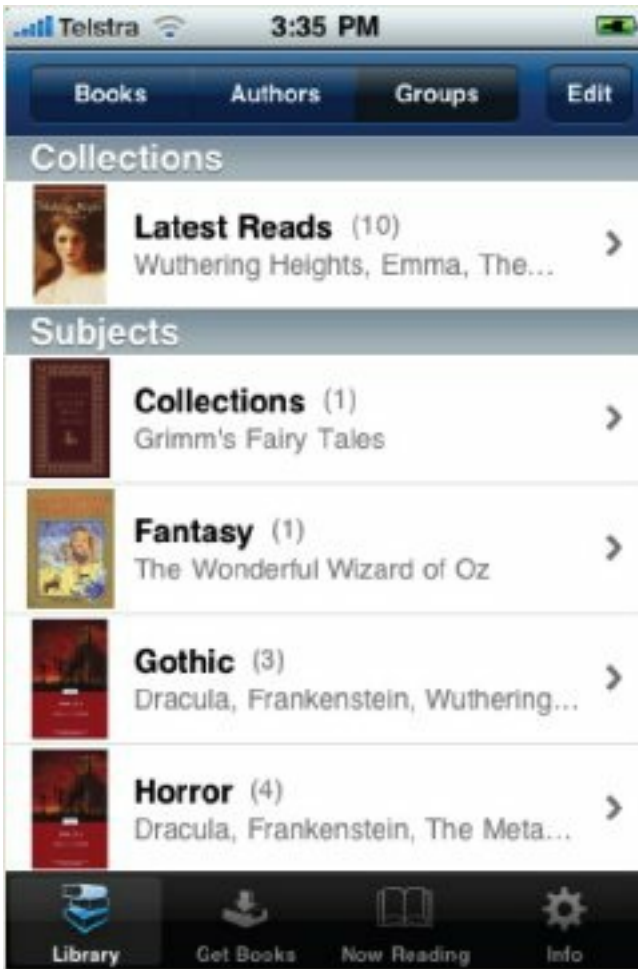 Telstra 3:35 PM
Books Authors Groups Edit
Collections
Latest Reads (10)
Wuthering Heights, Emma, The...
Subjects
Collections (1)
Grimm's Fairy Tales
Fantasy (1)
The Wonderful Wizard of Oz
Gothic (3)
Dracula, Frankenstein, Wuthering...
Horror (4)
Dracula, Frankenstein, The Meta...
Library Get Books Now Reading Info